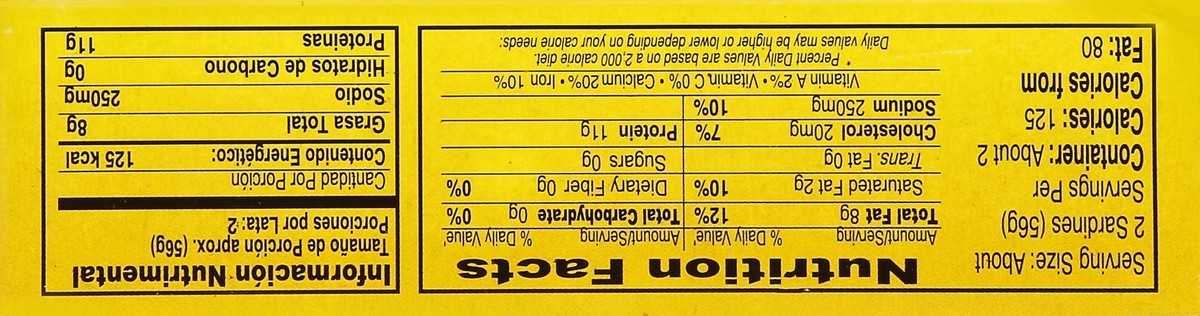 Serving Size: About
2 Sardines (56g)
Servings Per
Container: About 2
Calories: 125
Calories from
Fat: 80
Nutrition Facts
Amount/Serving % Daily Value* Amount/Serving % Daily Value*
Total Fat 8g 12% Total Carbohydrate 0g 0%
Saturated Fat 2g 10% Dietary Fiber 0g 0%
Trans. Fat 0g Sugars 0g
Cholesterol 20mg 7% Protein 11g
Sodium 250mg 10%
Vitamin A 2% • Vitamin C 0% • Calcium 20% • Iron 10%
* Percent Daily Values are based on a 2,000 calorie diet.
Daily values may be higher or lower depending on your calorie needs:
Información Nutrimental
Tamaño de Porción aprox. (56g)
Porciones por Lata: 2
Cantidad Por Porción
Contenido Energético: 125 kcal
Grasa Total 8g
Sodio 250mg
Hidratos de Carbono 0g
Proteinas 11g